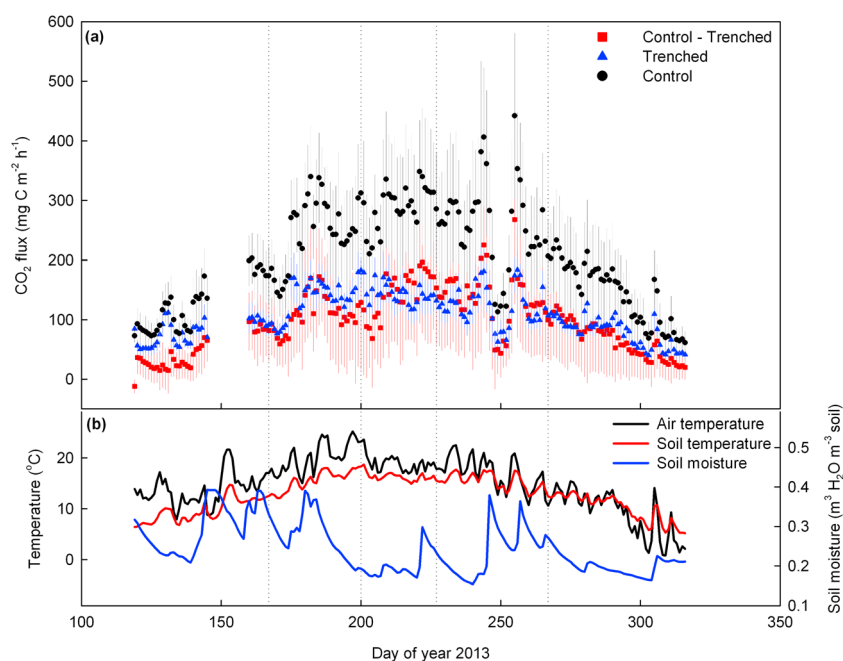 600
500
400
300
200
100
0
CO₂ flux (mg C m⁻² h⁻¹)
(a)
Control - Trenched
Trenched
Control
(b)
Air temperature
Soil temperature
Soil moisture
20
10
0
Temperature (°C)
0.5
0.4
0.3
0.2
0.1
Soil moisture (m³ H₂O m⁻³ soil)
100 150 200 250 300 350
Day of year 2013